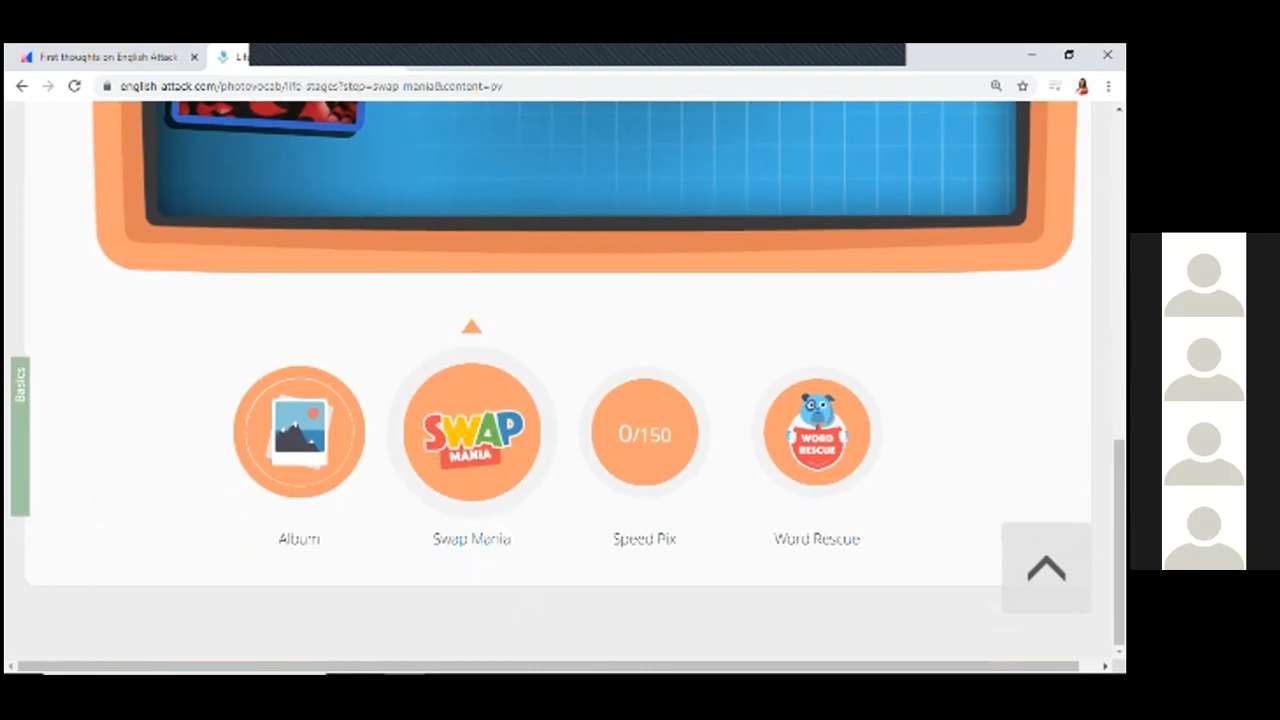 First thoughts on English Attack
english-attack.com/photovocab/life-stages?step=swap-mania&content=pv
Basics
SWAP
MANIA
0/150
WORD
RESCUE
Album
Swap Mania
Speed Pix
Word Rescue